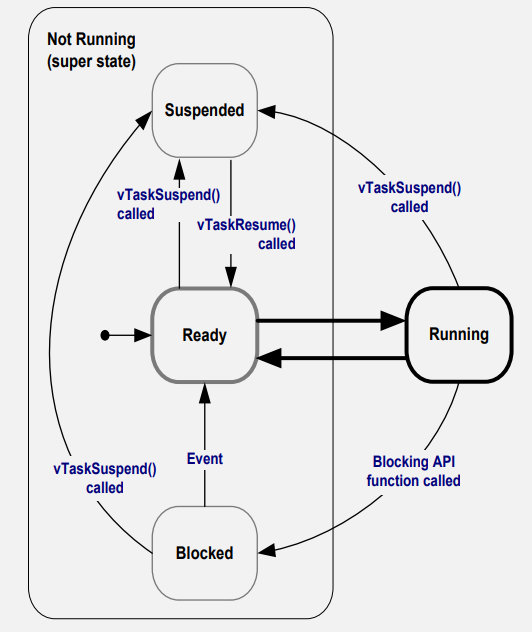 Not Running
(super state)
Suspended
vTaskSuspend()
called
vTaskResume()
called
vTaskSuspend()
called
Ready
Running
Event
vTaskSuspend()
called
Blocking API
function called
Blocked